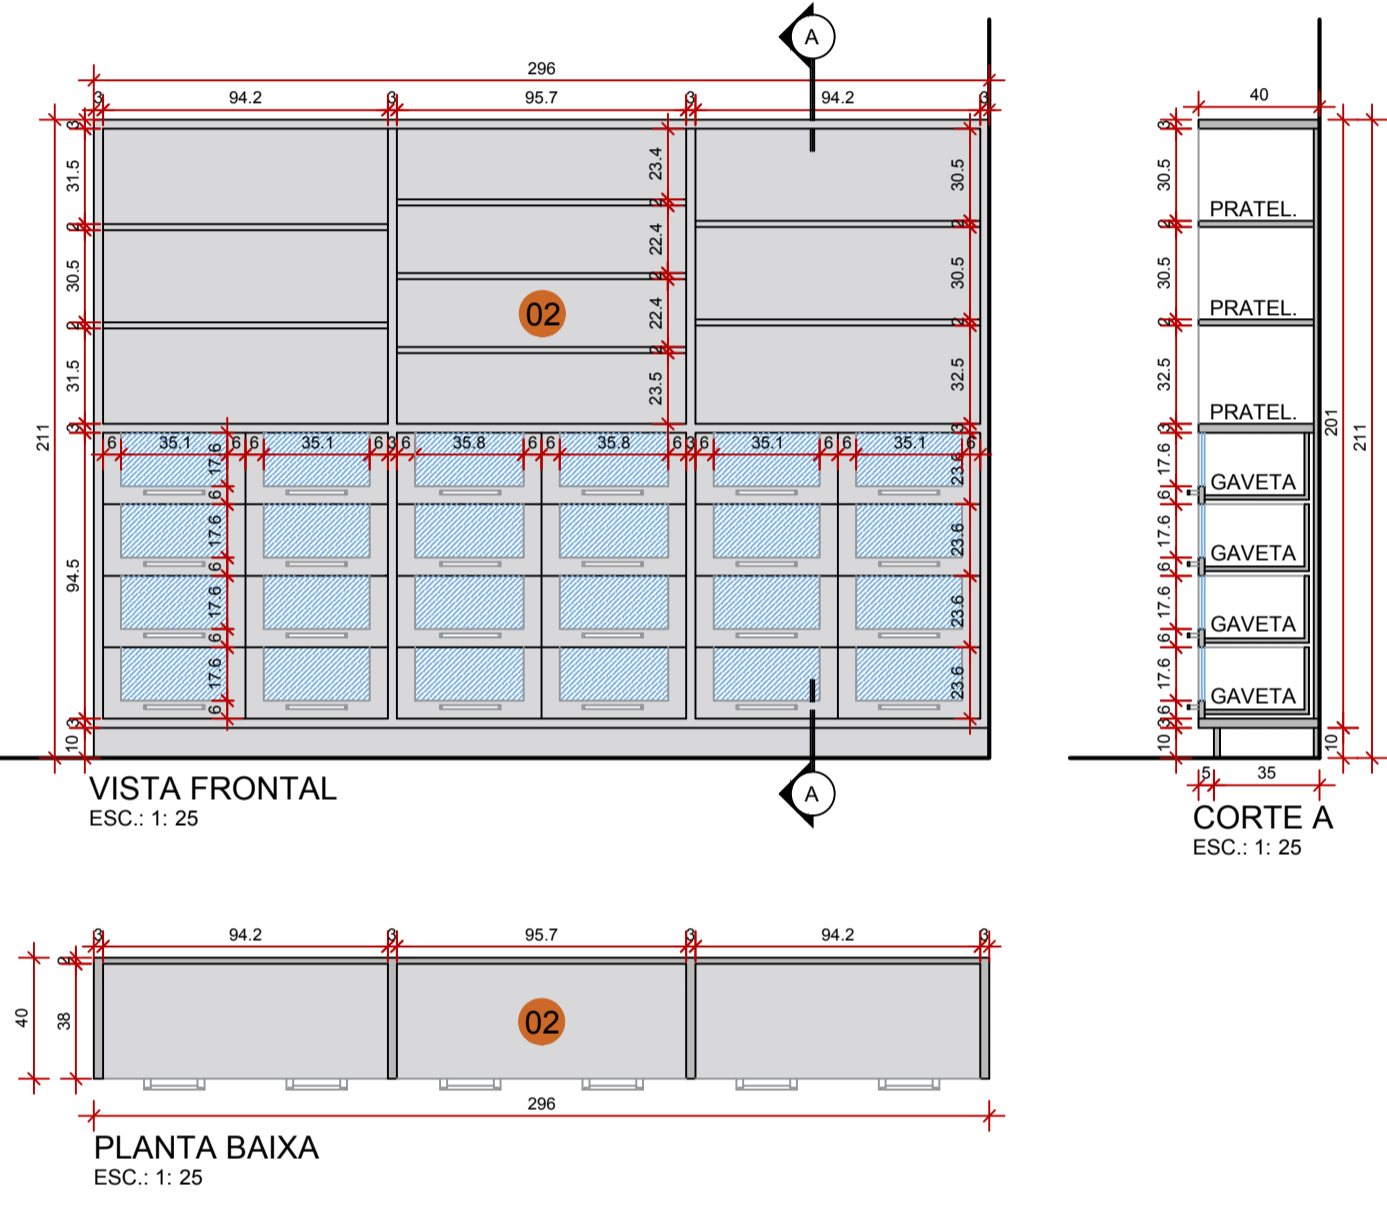 A
296
3 94.2 3 95.7 3 94.2 3
40
3 3
31.5 23.4 30.5 30.5
PRATEL.
2 2 2 2
22.4
30.5 2 30.5 30.5
02
22.4
PRATEL.
2 2 2 2
31.5 23.5 32.5 32.5
PRATEL.
211 201 211
3 3 3
6 35.1 6 6 35.1 6 3 6 35.8 6 6 35.8 6 3 6 35.1 6 6 35.1 6
17.6 23.6 17.6
GAVETA
6 6
17.6 23.6 17.6
GAVETA
6 6
94.5
17.6 23.6 17.6
GAVETA
6 6
17.6 23.6 17.6
GAVETA
6 6
3 3
10 10 10
5 35
VISTA FRONTAL
ESC.: 1: 25
A
CORTE A
ESC.: 1: 25
3 94.2 3 95.7 3 94.2 3
2
40 38
02
296
PLANTA BAIXA
ESC.: 1: 25